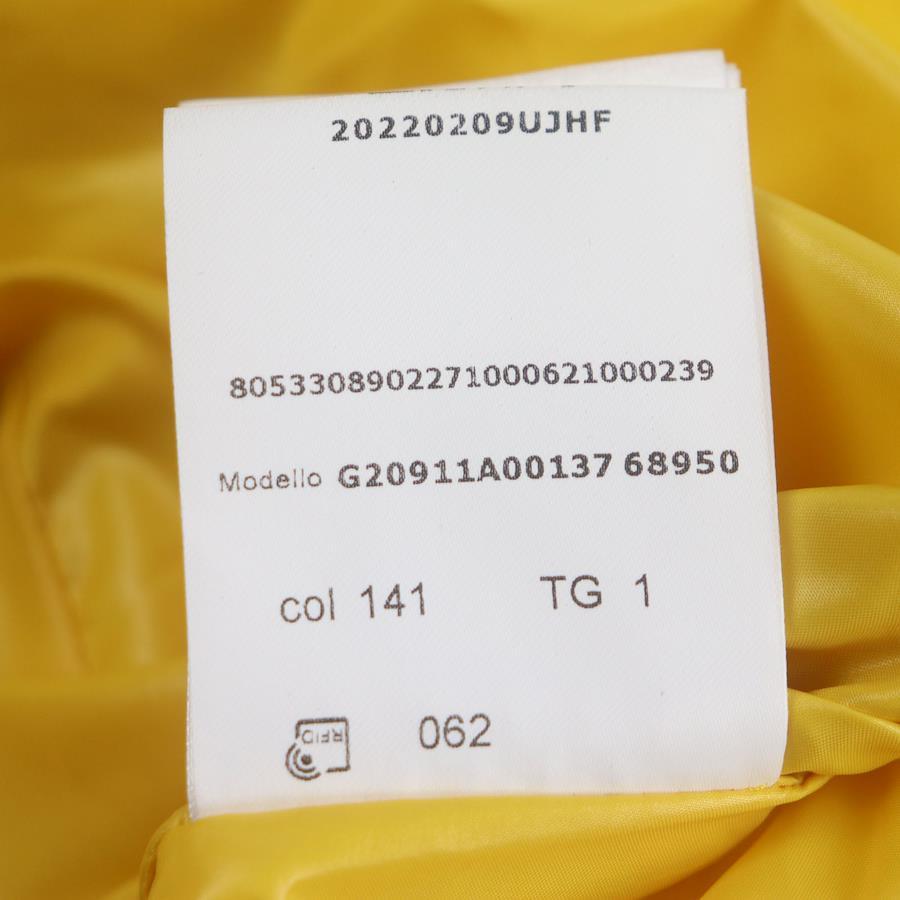 20220209UJHF
8053308902271000621000239
Modello G20911A00137 68950
col 141 TG 1
RFID 062